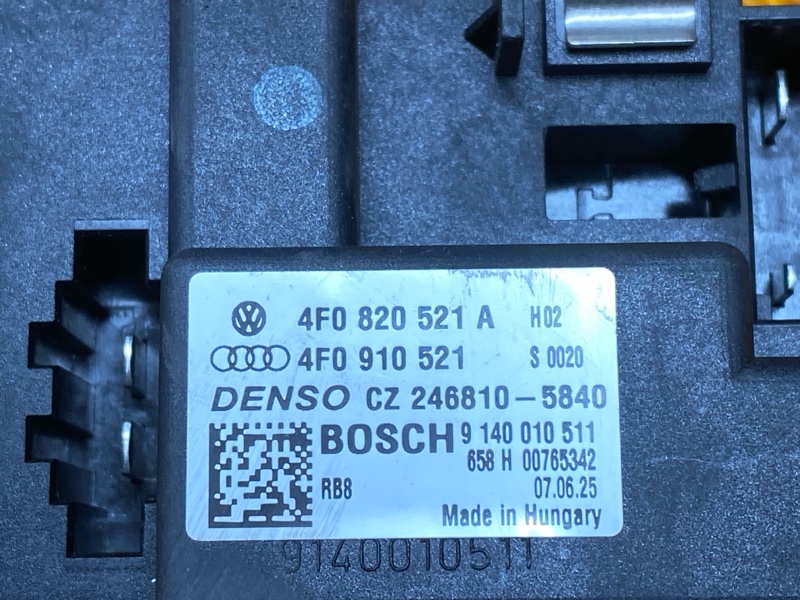 4F0 820 521 A H02
4F0 910 521 S 0020
DENSO CZ 246810-5840
BOSCH 9 140 010 511
658 H 00765342
RB8 07.06.25
Made in Hungary
9140010511